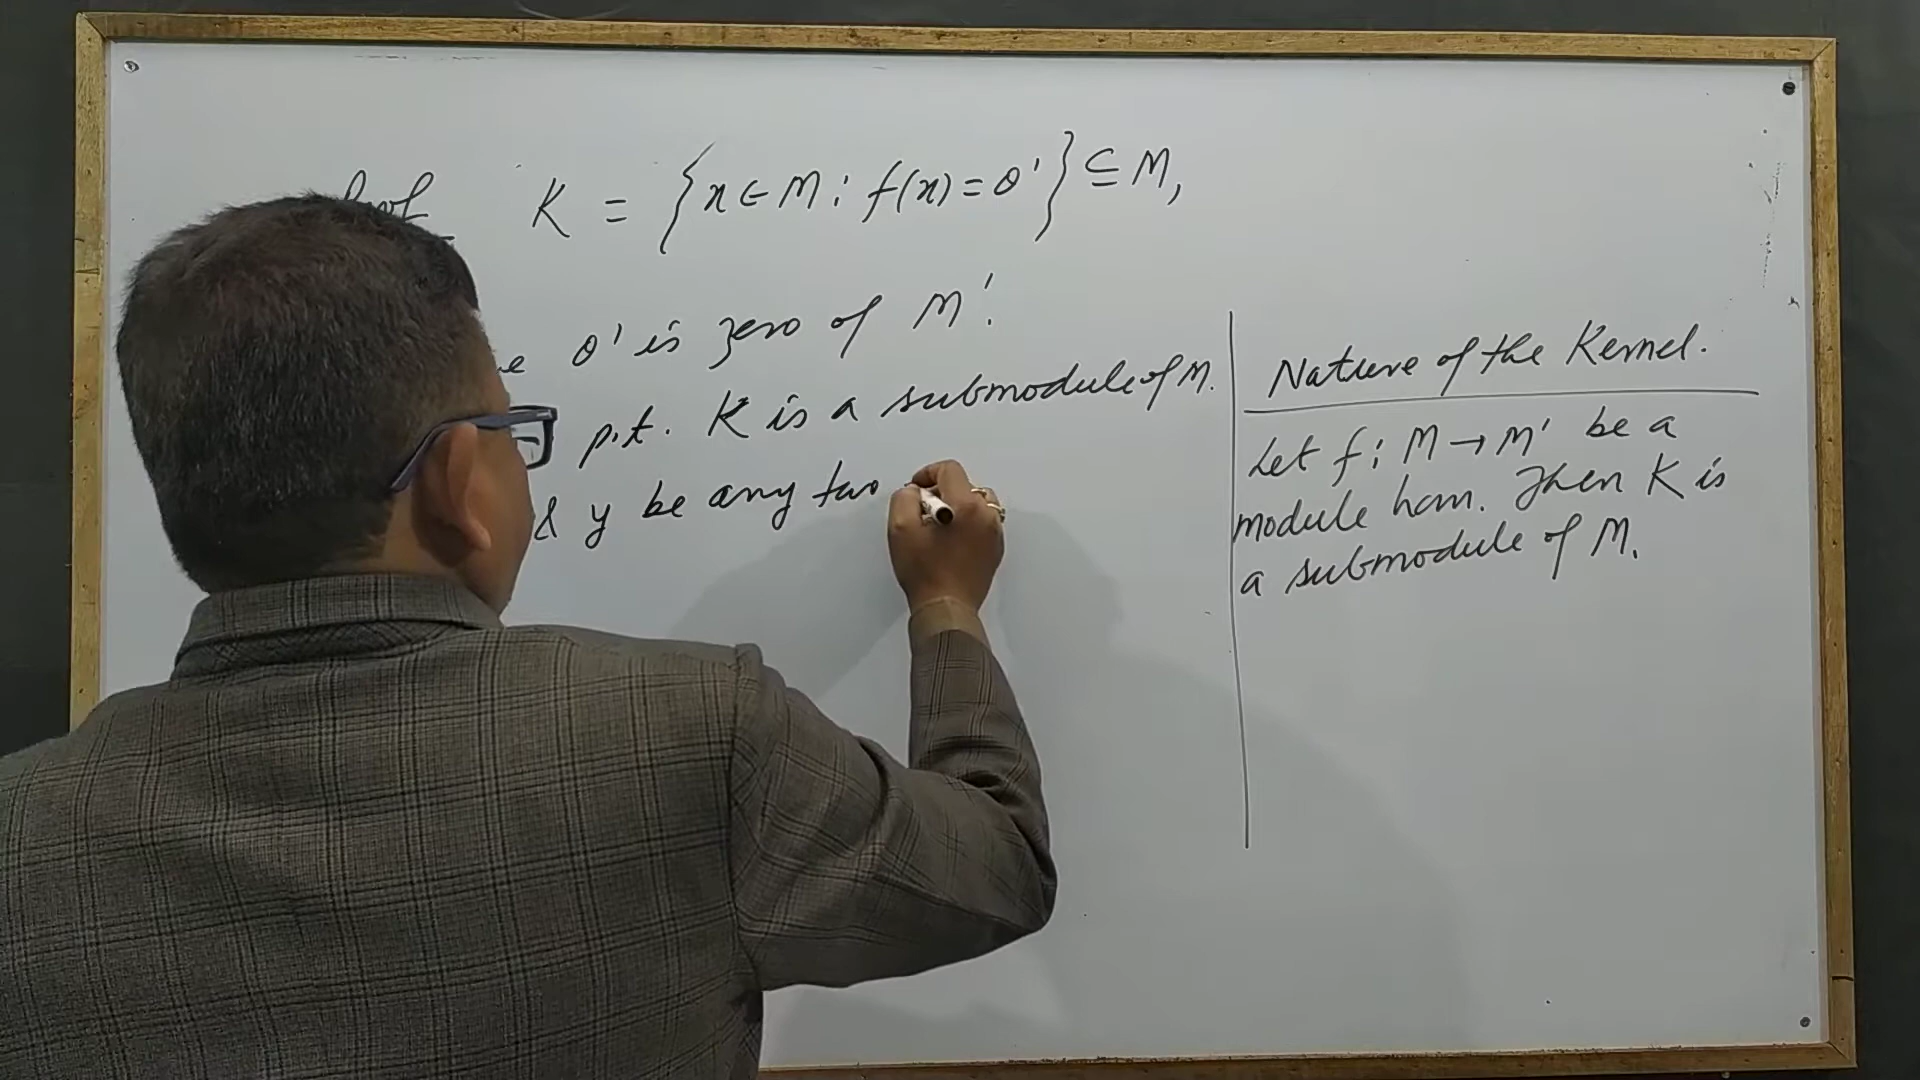 K = {x ∈ M : f(x) = 0'} ⊆ M,
0' is zero of M'.
p.t. K is a submodule of M.
& y be any two
Nature of the Kernel.
Let f : M → M' be a
module hom. Then K is
a submodule of M.